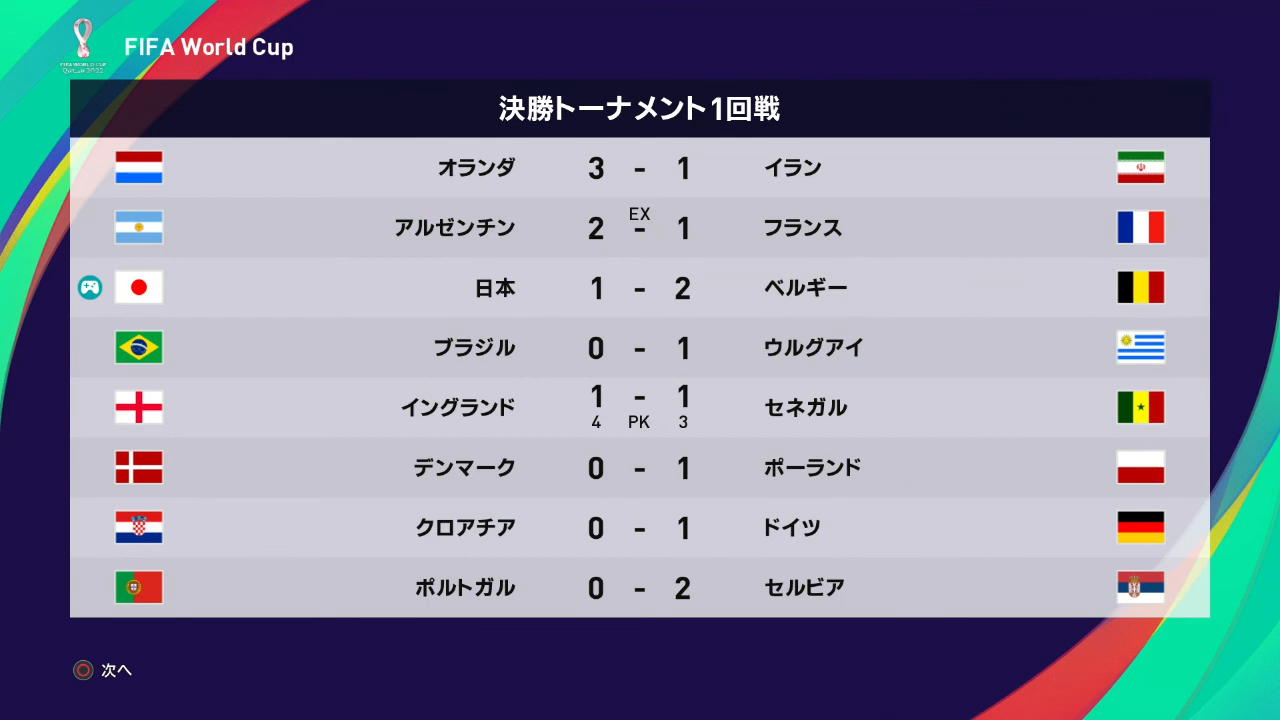 FIFA World Cup
FIFA WORLD CUP
Qatar 2022
決勝トーナメント1回戦
オランダ 3 - 1 イラン
アルゼンチン 2 EX - 1 フランス
日本 1 - 2 ベルギー
ブラジル 0 - 1 ウルグアイ
イングランド 1 - 1 セネガル
4 PK 3
デンマーク 0 - 1 ポーランド
クロアチア 0 - 1 ドイツ
ポルトガル 0 - 2 セルビア
次へ